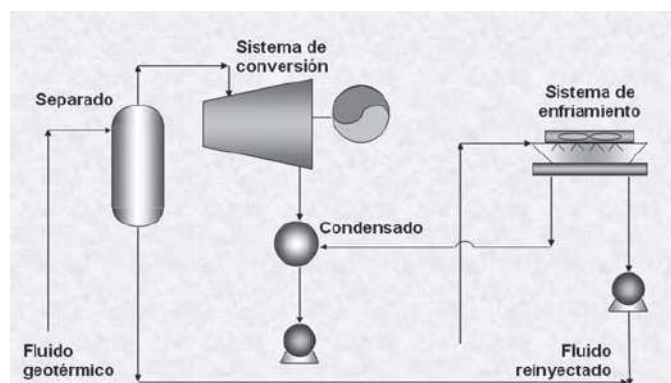 Sistema de
conversión
Separado
Sistema de
enfriamiento
Condensado
Fluido
geotérmico
Fluido
reinyectado